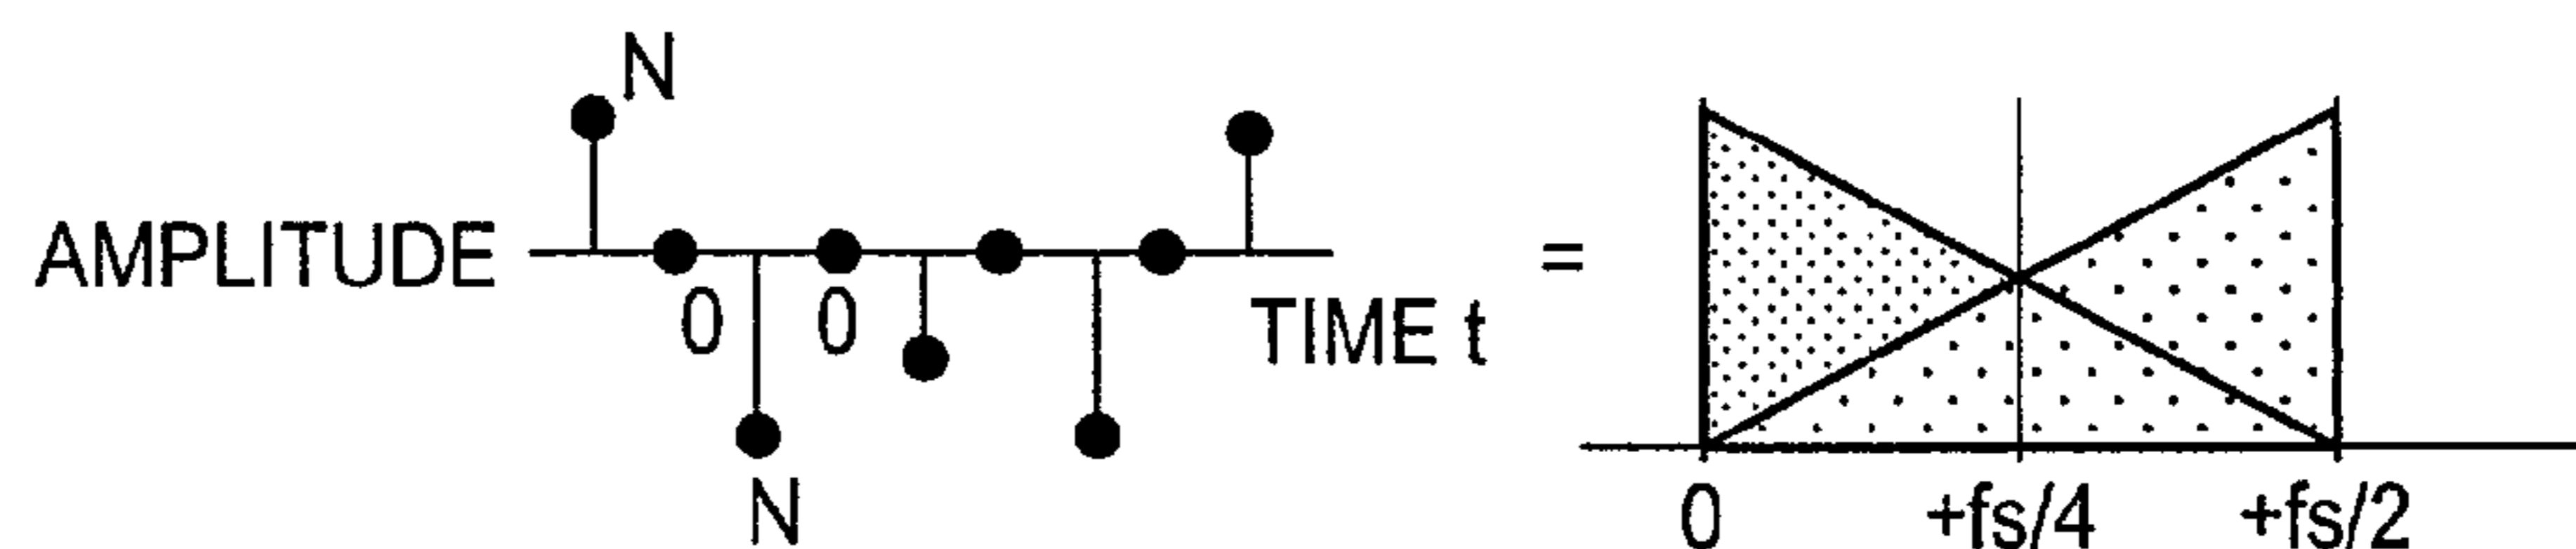 N
AMPLITUDE
0 0
TIME t
=
N
0 +fs/4 +fs/2